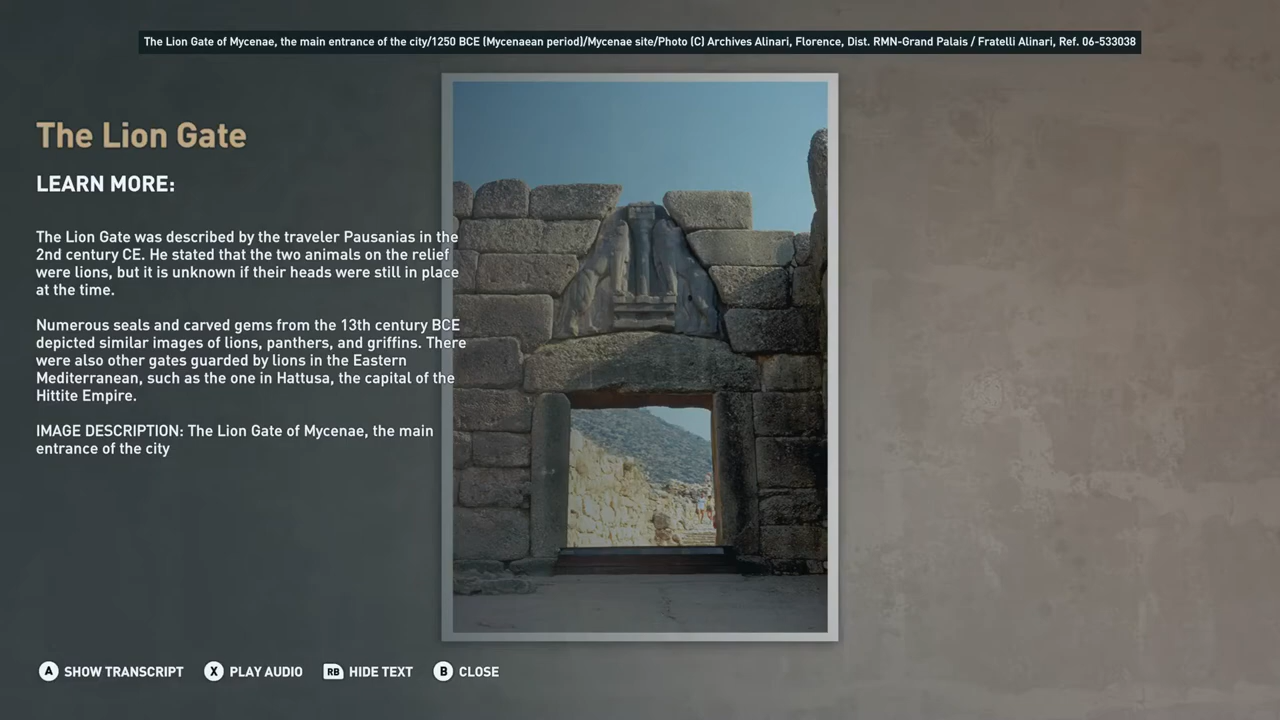 The Lion Gate of Mycenae, the main entrance of the city/1250 BCE (Mycenaean period)/Mycenae site/Photo (C) Archives Alinari, Florence, Dist. RMN-Grand Palais / Fratelli Alinari, Ref. 06-533038
The Lion Gate
LEARN MORE:
The Lion Gate was described by the traveler Pausanias in the
2nd century CE. He stated that the two animals on the relief
were lions, but it is unknown if their heads were still in place
at the time.
Numerous seals and carved gems from the 13th century BCE
depicted similar images of lions, panthers, and griffins. There
were also other gates guarded by lions in the Eastern
Mediterranean, such as the one in Hattusa, the capital of the
Hittite Empire.
IMAGE DESCRIPTION: The Lion Gate of Mycenae, the main
entrance of the city
A SHOW TRANSCRIPT X PLAY AUDIO RB HIDE TEXT B CLOSE